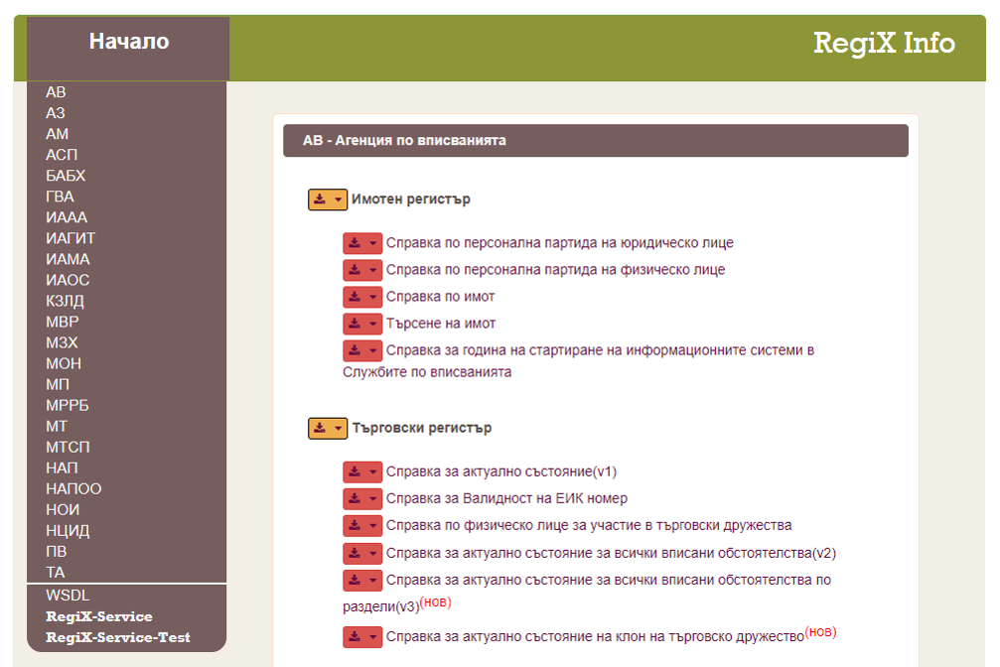 Начало
RegiX Info
АВ
АЗ
АМ
АСП
БАБХ
ГВА
ИААА
ИАГИТ
ИАМА
ИАОС
КЗЛД
МВР
МЗХ
МОН
МП
МРРБ
МТ
МТСП
НАП
НАПОО
НОИ
НЦИД
ПВ
ТА
WSDL
RegiX-Service
RegiX-Service-Test
АВ - Агенция по вписванията
Имотен регистър
Справка по персонална партида на юридическо лице
Справка по персонална партида на физическо лице
Справка по имот
Търсене на имот
Справка за година на стартиране на информационните системи в
Службите по вписванията
Търговски регистър
Справка за актуално състояние(v1)
Справка за Валидност на ЕИК номер
Справка по физическо лице за участие в търговски дружества
Справка за актуално състояние за всички вписани обстоятелства(v2)
Справка за актуално състояние за всички вписани обстоятелства по
раздели(v3)(НОВ)
Справка за актуално състояние на клон на търговско дружество(НОВ)